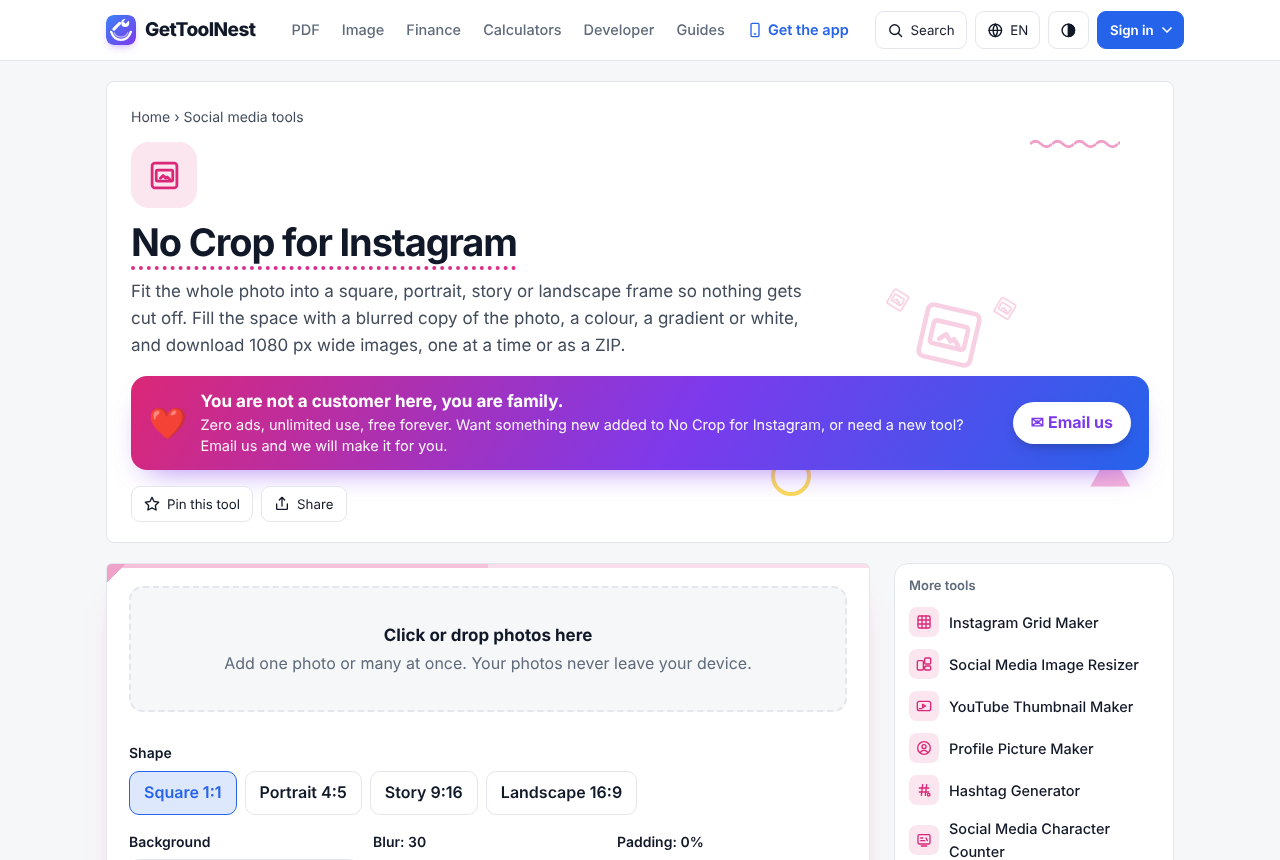 GetToolNest
PDF
Image
Finance
Calculators
Developer
Guides
Get the app
Search
EN
Sign in
Home › Social media tools
No Crop for Instagram
Fit the whole photo into a square, portrait, story or landscape frame so nothing gets
cut off. Fill the space with a blurred copy of the photo, a colour, a gradient or white,
and download 1080 px wide images, one at a time or as a ZIP.
You are not a customer here, you are family.
Zero ads, unlimited use, free forever. Want something new added to No Crop for Instagram, or need a new tool?
Email us and we will make it for you.
✉ Email us
Pin this tool
Share
Click or drop photos here
Add one photo or many at once. Your photos never leave your device.
Shape
Square 1:1
Portrait 4:5
Story 9:16
Landscape 16:9
Background
Blur: 30
Padding: 0%
More tools
Instagram Grid Maker
Social Media Image Resizer
YouTube Thumbnail Maker
Profile Picture Maker
Hashtag Generator
Social Media Character
Counter